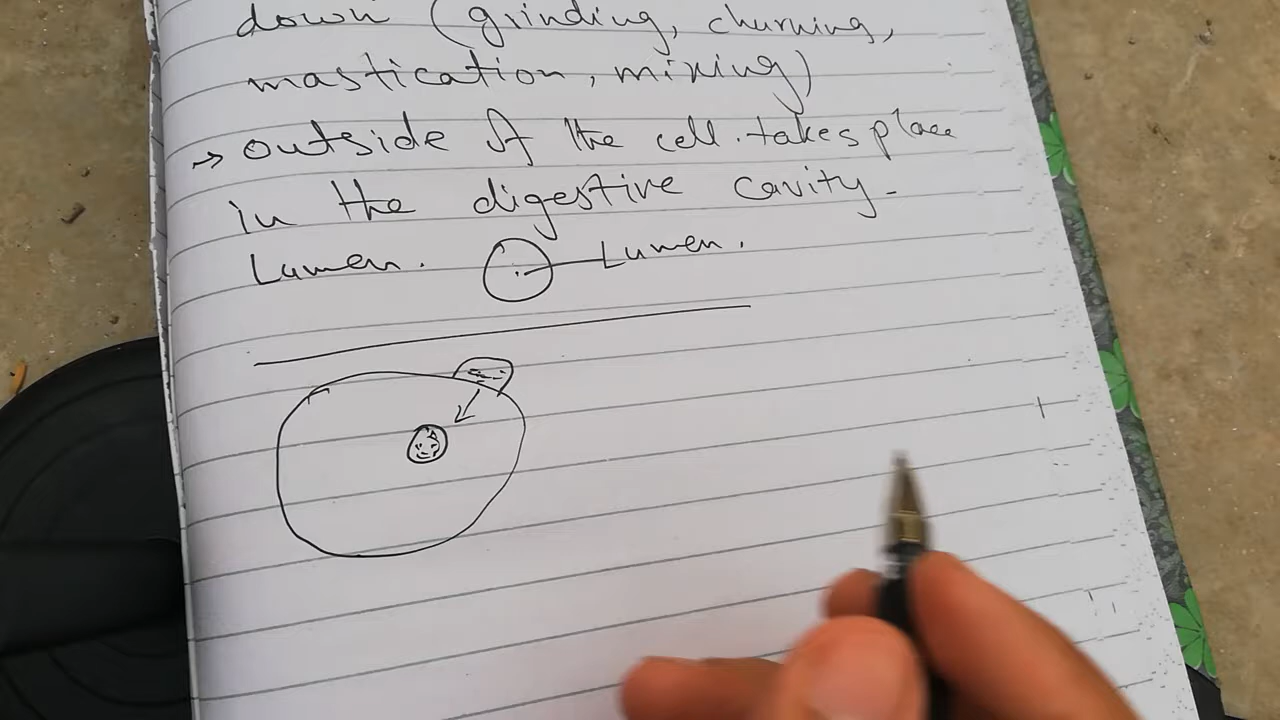 down (grinding, churning,
mastication, mixing)
→ outside of the cell. takes place
in the digestive cavity-
Lumen. Lumen.